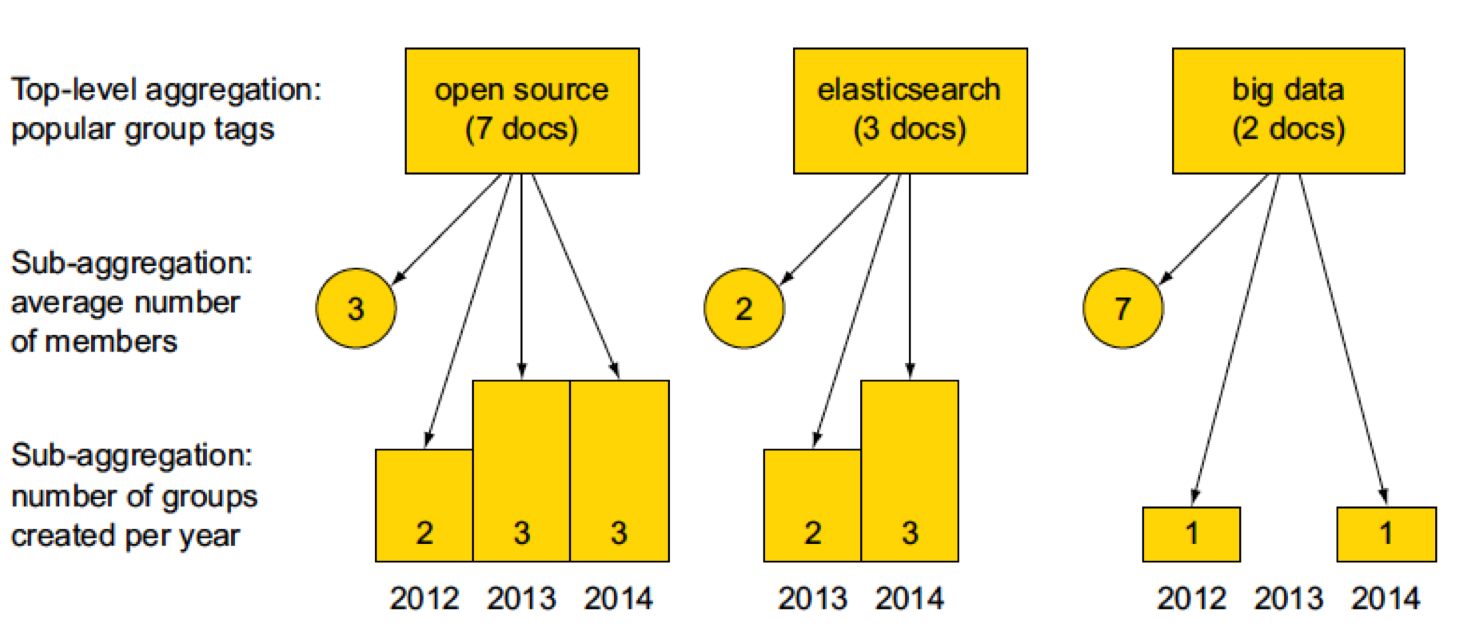 Top-level aggregation:
popular group tags
open source
(7 docs)
elasticsearch
(3 docs)
big data
(2 docs)
Sub-aggregation:
average number
of members
3
2
7
Sub-aggregation:
number of groups
created per year
2
3
3
2
3
1
1
2012
2013
2014
2013
2014
2012
2013
2014